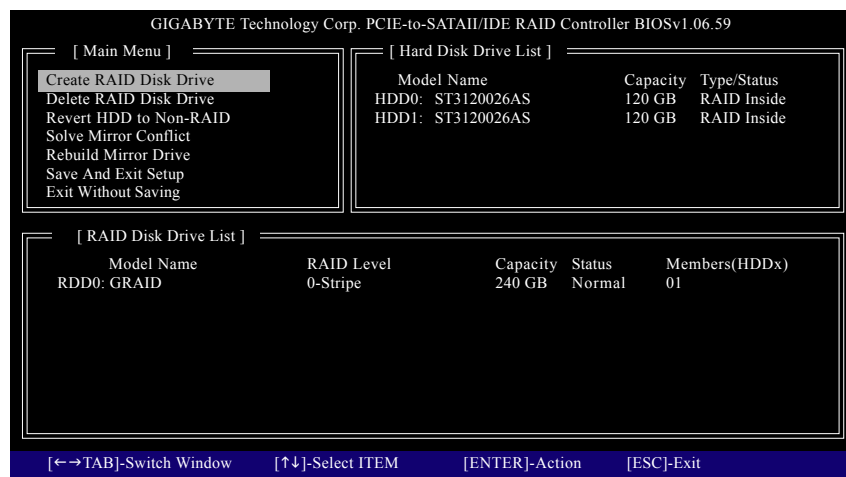 GIGABYTE Technology Corp. PCIE-to-SATAII/IDE RAID Controller BIOSv1.06.59
[ Main Menu ]
Create RAID Disk Drive
Delete RAID Disk Drive
Revert HDD to Non-RAID
Solve Mirror Conflict
Rebuild Mirror Drive
Save And Exit Setup
Exit Without Saving
[ Hard Disk Drive List ]
Model Name Capacity Type/Status
HDD0: ST3120026AS 120 GB RAID Inside
HDD1: ST3120026AS 120 GB RAID Inside
[ RAID Disk Drive List ]
Model Name RAID Level Capacity Status Members(HDDx)
RDD0: GRAID 0-Stripe 240 GB Normal 01
[←→TAB]-Switch Window [↑↓]-Select ITEM [ENTER]-Action [ESC]-Exit